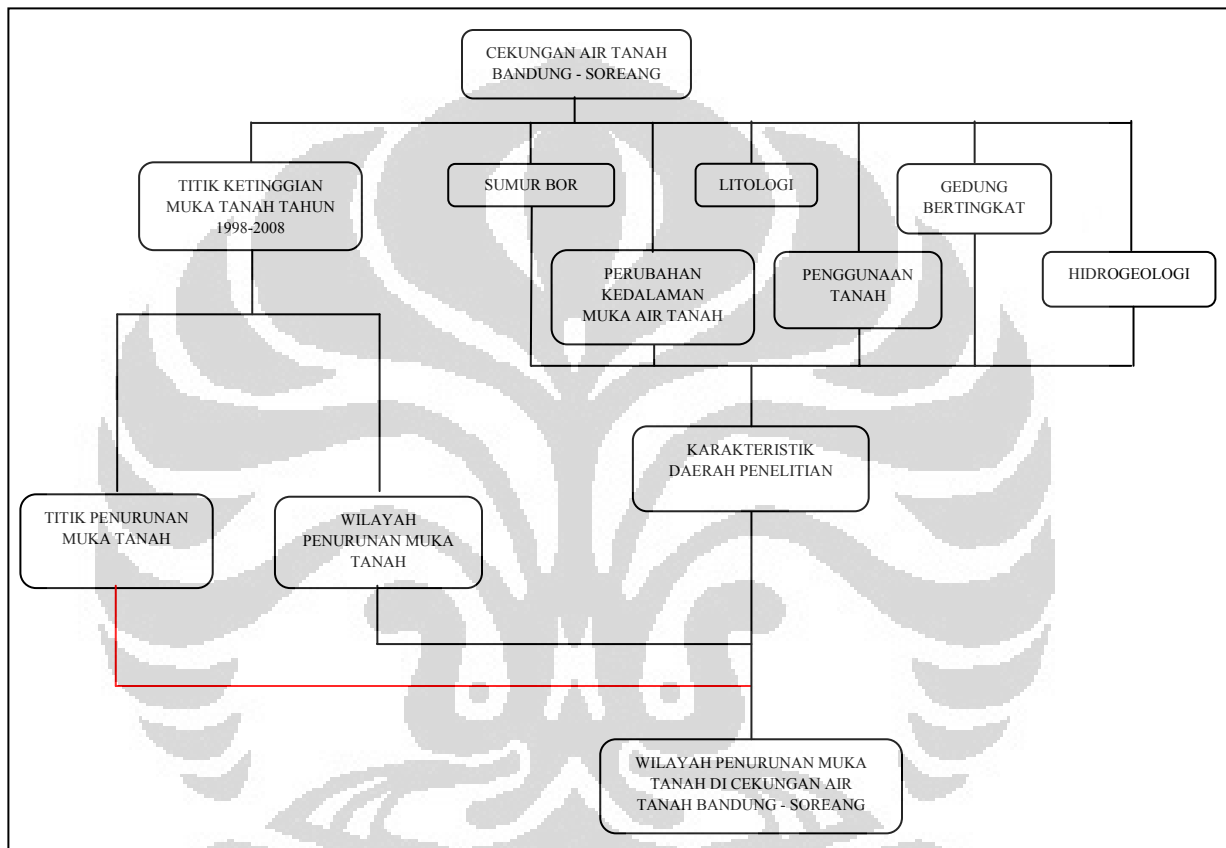 CEKUNGAN AIR TANAH
BANDUNG - SOREANG
TITIK KETINGGIAN
MUKA TANAH TAHUN
1998-2008
SUMUR BOR
LITOLOGI
GEDUNG
BERTINGKAT
PERUBAHAN
KEDALAMAN
MUKA AIR TANAH
PENGGUNAAN
TANAH
HIDROGEOLOGI
KARAKTERISTIK
DAERAH PENELITIAN
TITIK PENURUNAN
MUKA TANAH
WILAYAH
PENURUNAN MUKA
TANAH
WILAYAH PENURUNAN MUKA
TANAH DI CEKUNGAN AIR
TANAH BANDUNG - SOREANG